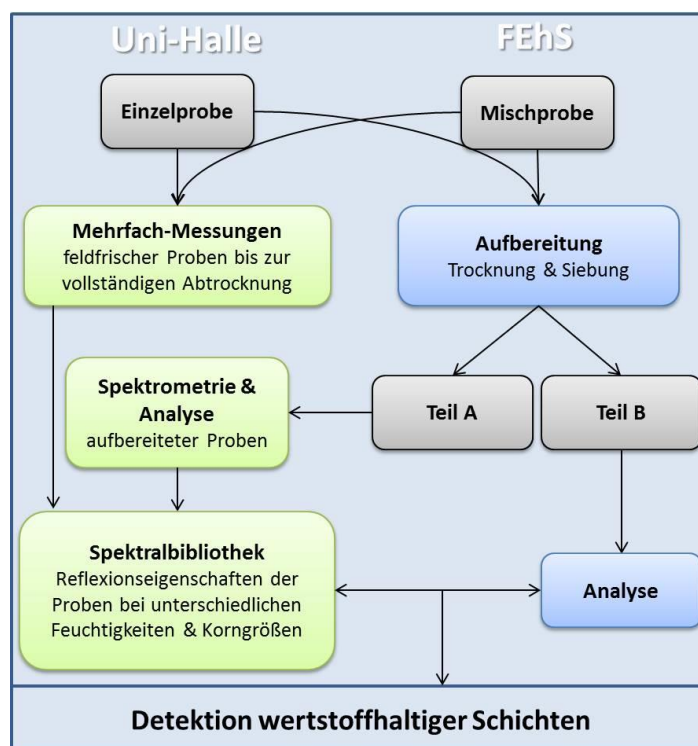 Uni-Halle
FEhS
Einzelprobe
Mischprobe
Mehrfach-Messungen
feldfrischer Proben bis zur
vollständigen Abtrocknung
Aufbereitung
Trocknung & Siebung
Spektrometrie &
Analyse
aufbereiteter Proben
Teil A
Teil B
Spektralbibliothek
Reflexionseigenschaften der
Proben bei unterschiedlichen
Feuchtigkeiten & Korngrößen
Analyse
Detektion wertstoffhaltiger Schichten